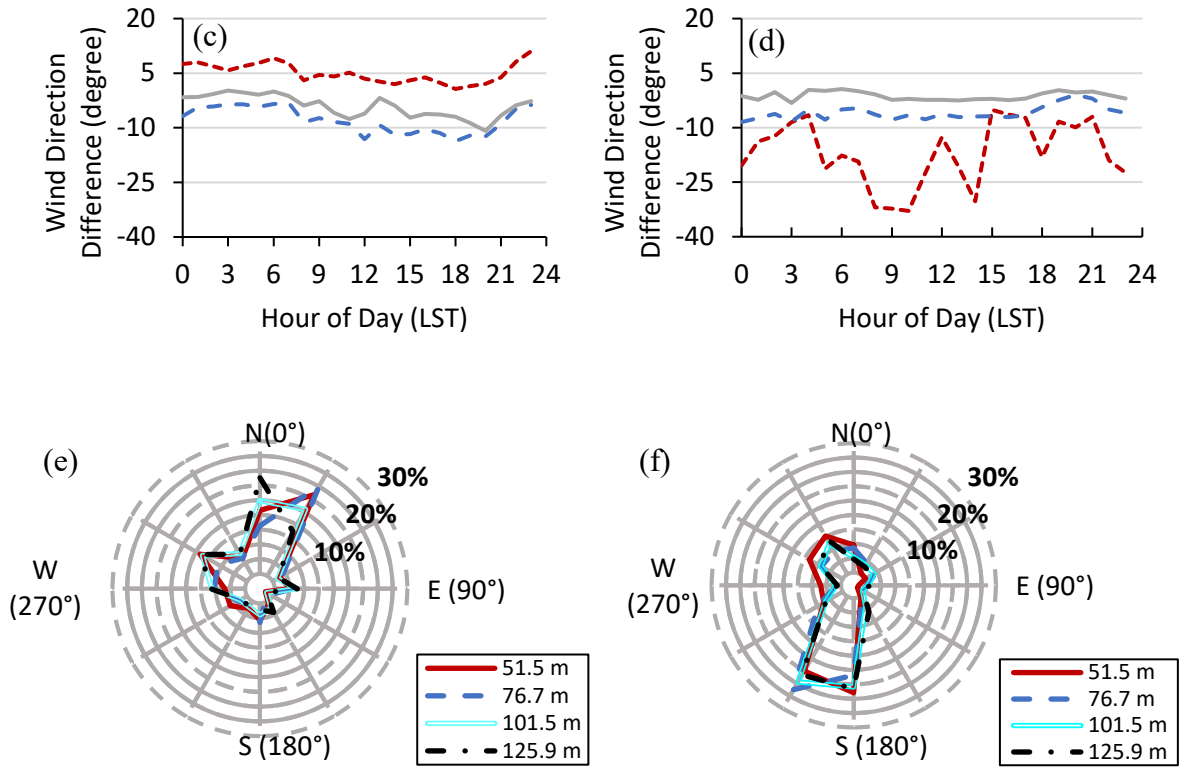 (c)
20
5
-10
-25
-40
Wind Direction
Difference (degree)
0 3 6 9 12 15 18 21 24
Hour of Day (LST)
(d)
20
5
-10
-25
-40
Wind Direction
Difference (degree)
0 3 6 9 12 15 18 21 24
Hour of Day (LST)
(e)
N(0°)
30%
20%
10%
W
(270°)
E (90°)
S (180°)
51.5 m
76.7 m
101.5 m
125.9 m
(f)
N(0°)
30%
20%
10%
W
(270°)
E (90°)
S (180°)
51.5 m
76.7 m
101.5 m
125.9 m